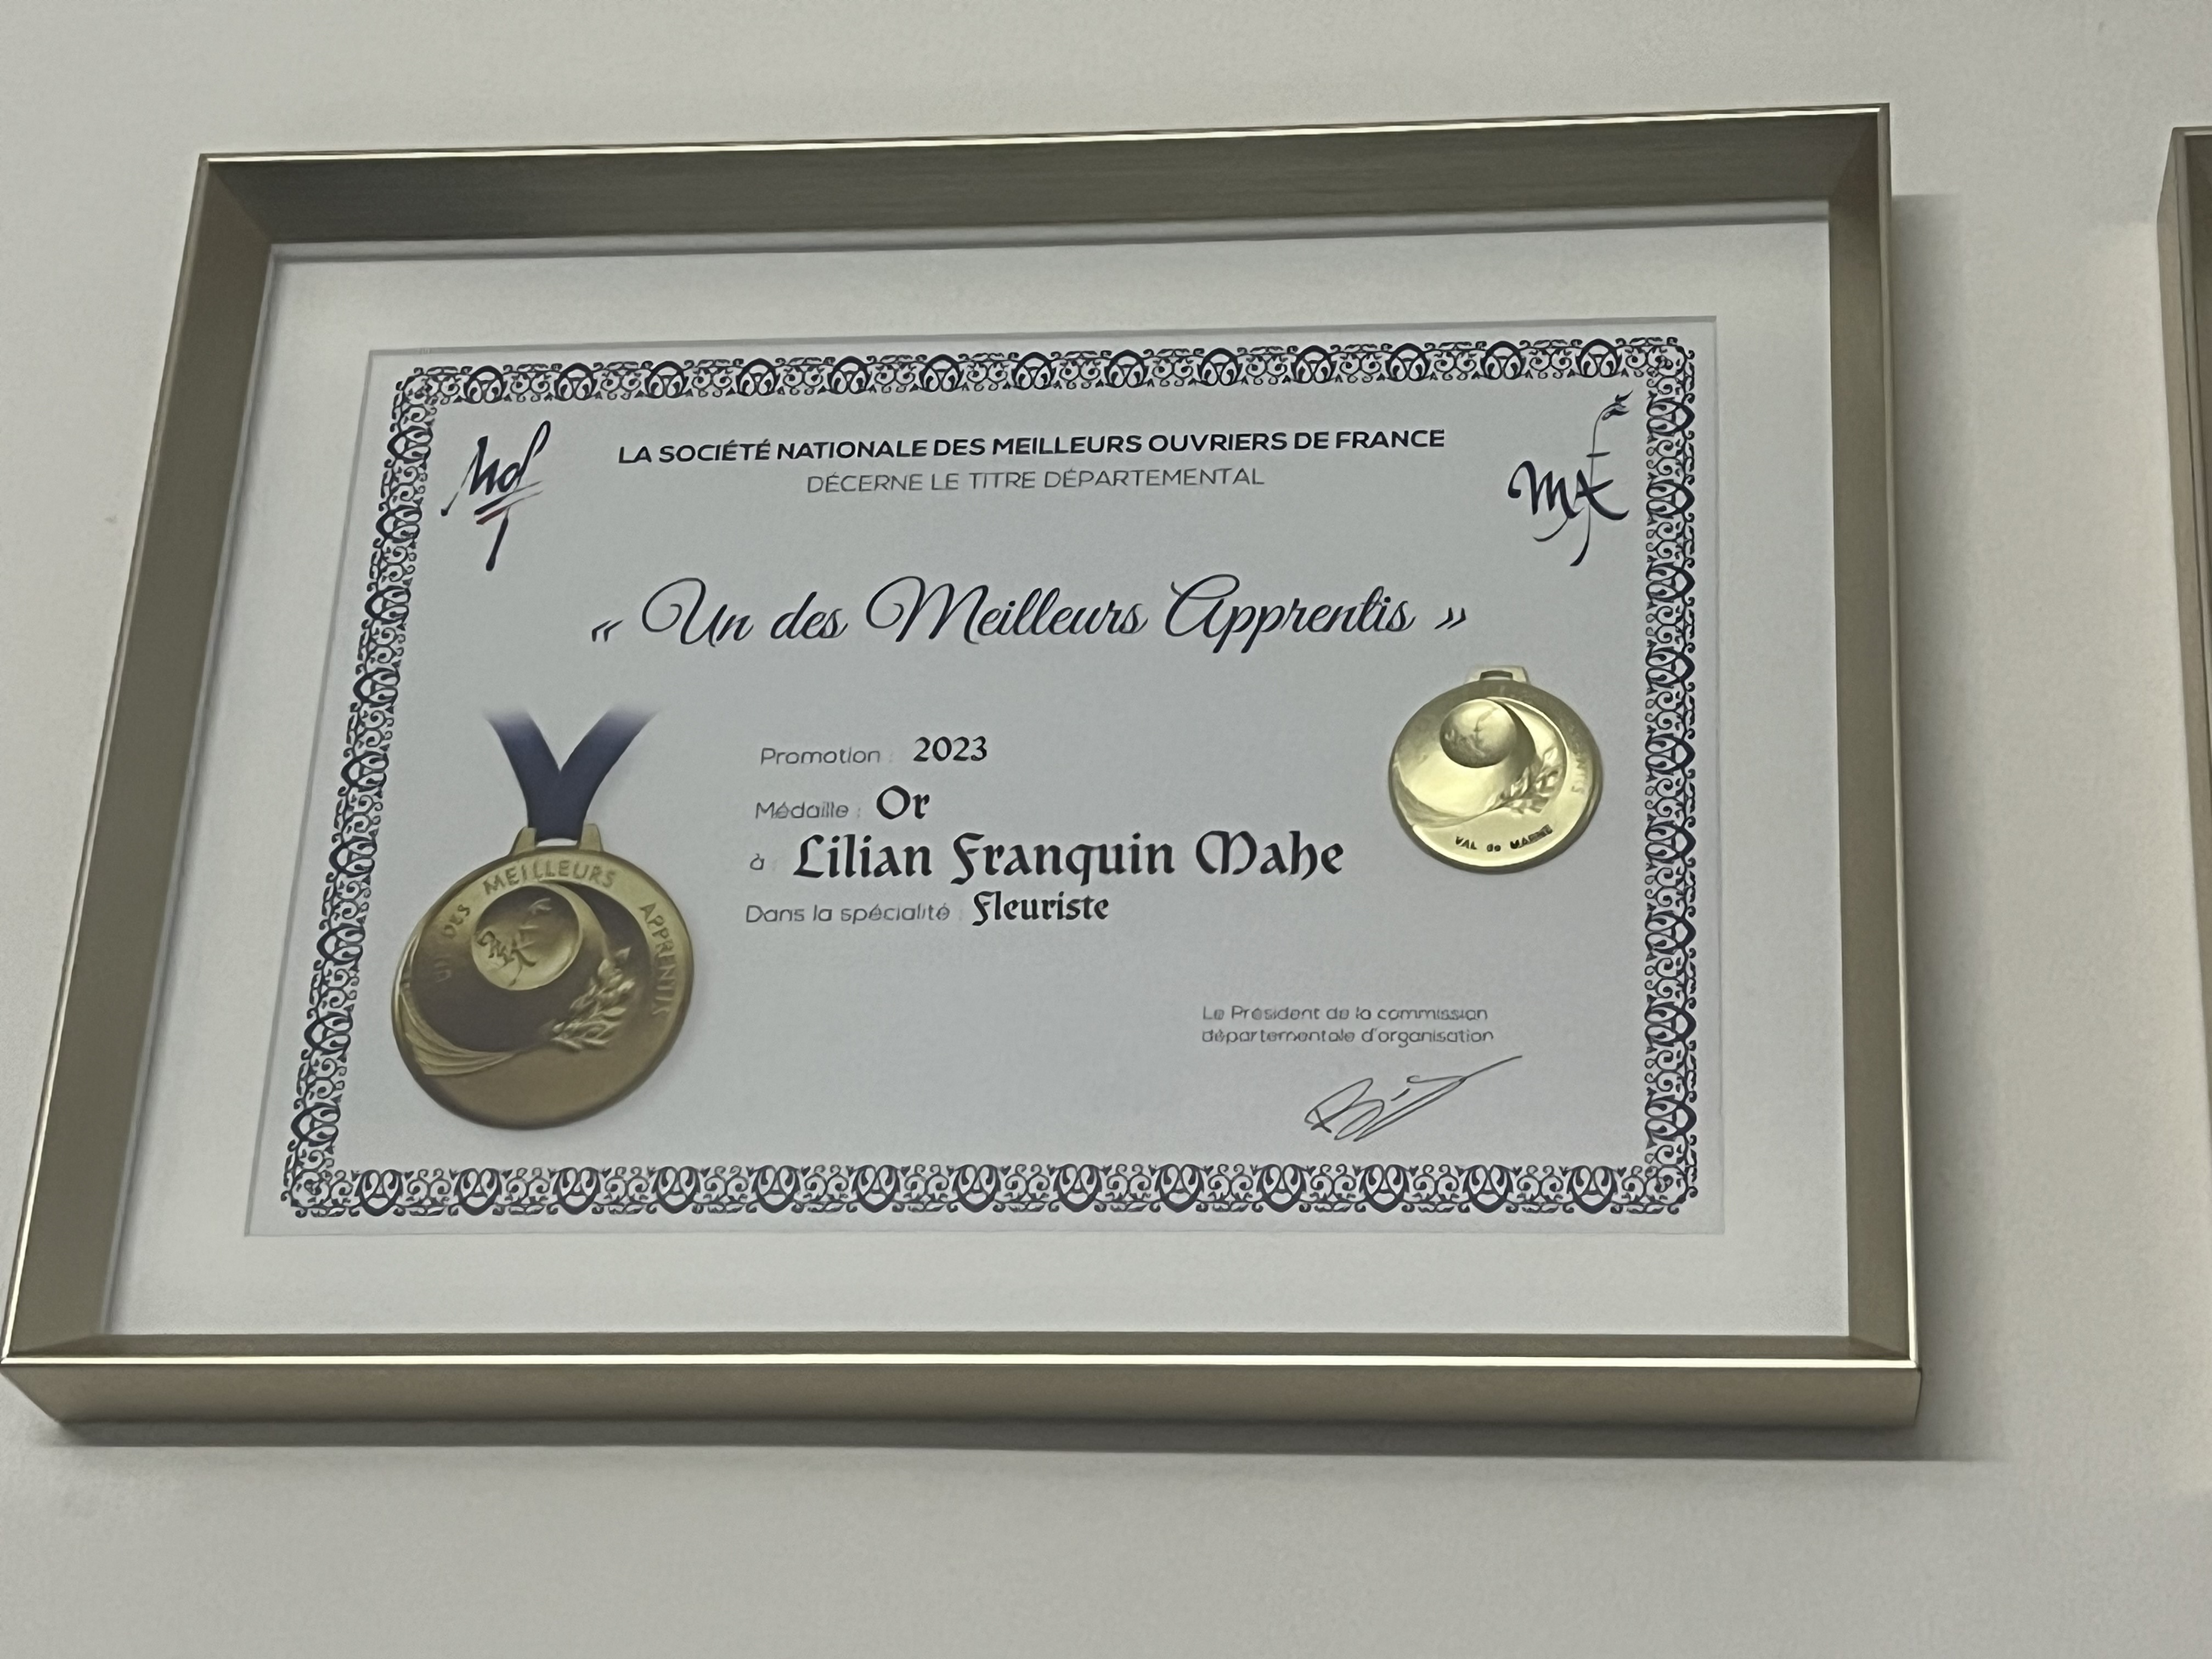 LA SOCIÉTÉ NATIONALE DES MEILLEURS OUVRIERS DE FRANCE
DÉCERNE LE TITRE DÉPARTEMENTAL
« Un des Meilleurs Apprentis »
Promotion : 2023
Médaille : Or
à : Lilian Franquin Mahe
Dans la spécialité : Fleuriste
UN DES MEILLEURS APPRENTIS
VAL de MARNE
Le Président de la commission
départementale d'organisation